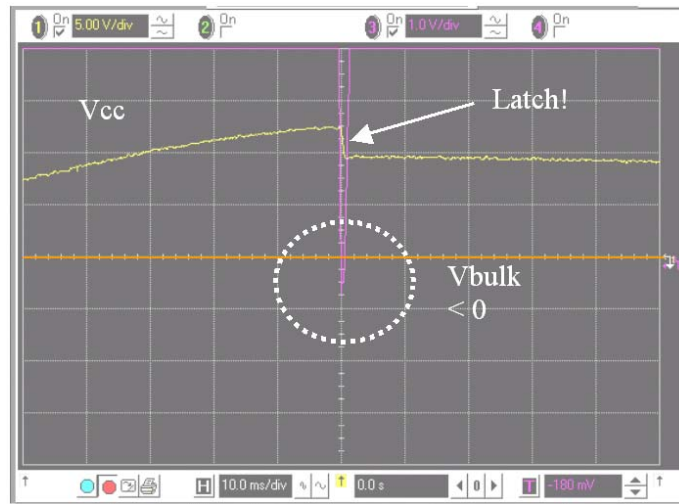 1 On 5.00 V/div 2 On 3 On 1.0 V/div 4 On
Vcc
Latch!
Vbulk
< 0
H 10.0 ms/div 0.0 s 0 T -180 mV